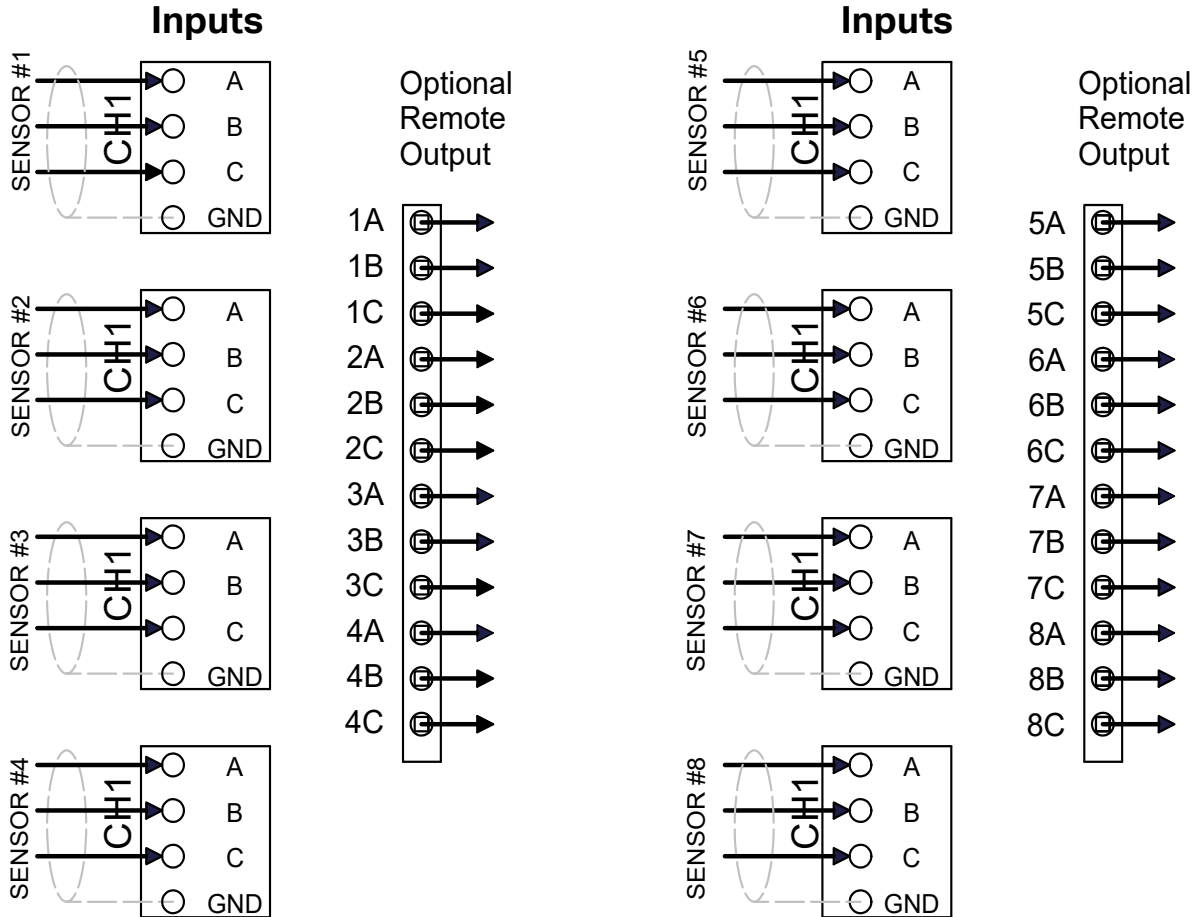 Inputs
SENSOR #1
CH1
A
B
C
GND
SENSOR #2
CH1
A
B
C
GND
SENSOR #3
CH1
A
B
C
GND
SENSOR #4
CH1
A
B
C
GND
Optional
Remote
Output
1A
1B
1C
2A
2B
2C
3A
3B
3C
4A
4B
4C
Inputs
SENSOR #5
CH1
A
B
C
GND
SENSOR #6
CH1
A
B
C
GND
SENSOR #7
CH1
A
B
C
GND
SENSOR #8
CH1
A
B
C
GND
Optional
Remote
Output
5A
5B
5C
6A
6B
6C
7A
7B
7C
8A
8B
8C